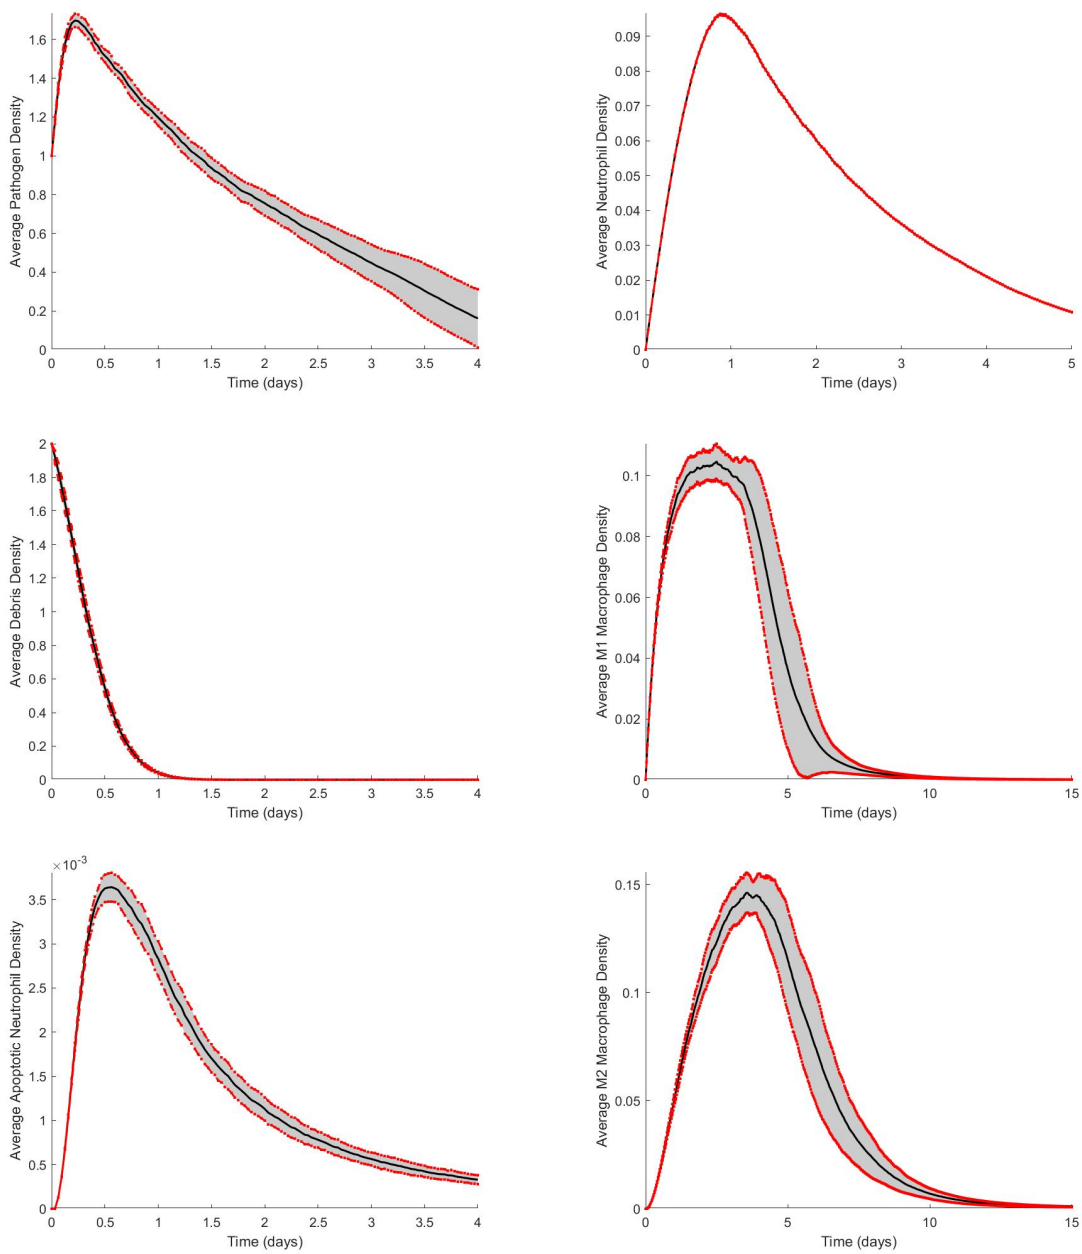 Average Pathogen Density
1.6
1.4
1.2
1
0.8
0.6
0.4
0.2
0
0 0.5 1 1.5 2 2.5 3 3.5 4
Time (days)
Average Neutrophil Density
0.09
0.08
0.07
0.06
0.05
0.04
0.03
0.02
0.01
0
0 1 2 3 4 5
Time (days)
Average Debris Density
2
1.8
1.6
1.4
1.2
1
0.8
0.6
0.4
0.2
0
0 0.5 1 1.5 2 2.5 3 3.5 4
Time (days)
Average M1 Macrophage Density
0.1
0.08
0.06
0.04
0.02
0
0 5 10 15
Time (days)
Average Apoptotic Neutrophil Density
×10-3
3.5
3
2.5
2
1.5
1
0.5
0
0 0.5 1 1.5 2 2.5 3 3.5 4
Time (days)
Average M2 Macrophage Density
0.15
0.1
0.05
0
0 5 10 15
Time (days)